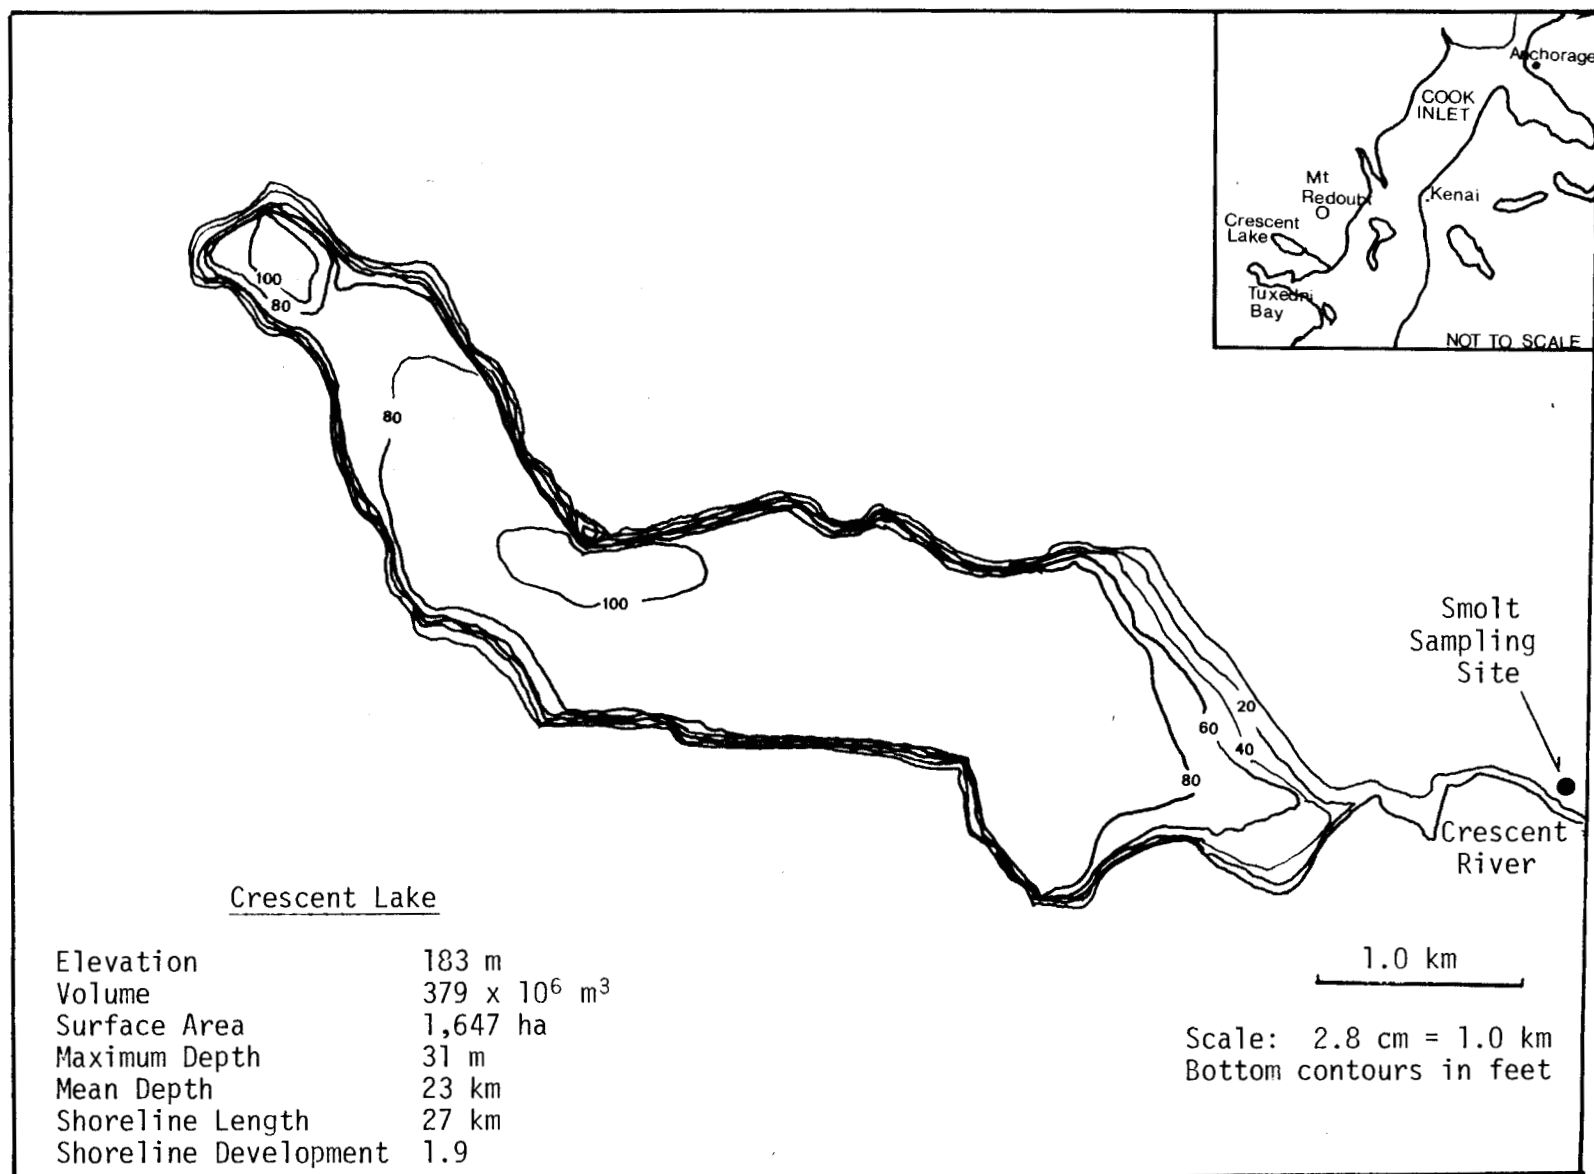 Anchorage
COOK
INLET
Mt
Redoubt
O
Kenai
Crescent
Lake
Tuxedni
Bay
NOT TO SCALE
100
80
80
100
Smolt
Sampling
Site
20
60
40
80
Crescent
River
Crescent Lake
Elevation 183 m
Volume 379 x 10⁶ m³
Surface Area 1,647 ha
Maximum Depth 31 m
Mean Depth 23 km
Shoreline Length 27 km
Shoreline Development 1.9
1.0 km
Scale: 2.8 cm = 1.0 km
Bottom contours in feet